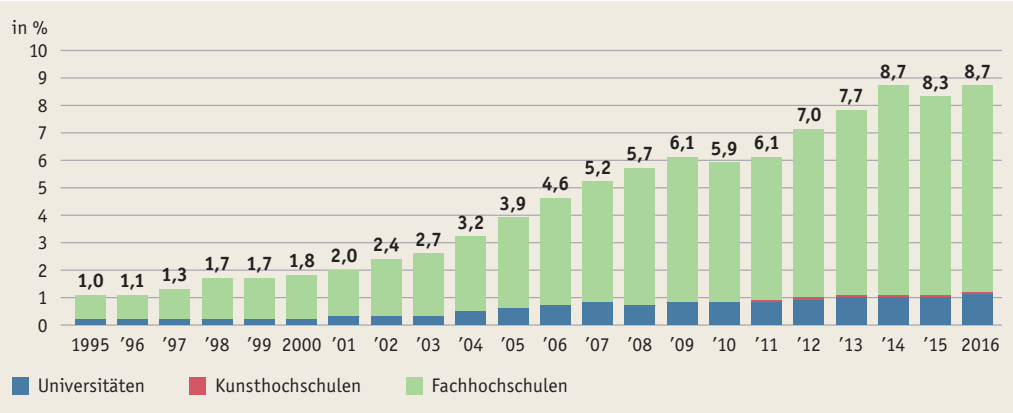 in %
10
9
8
7
6
5
4
3
2
1
0
1,0 1,1 1,3 1,7 1,7 1,8 2,0 2,4 2,7 3,2 3,9 4,6 5,2 5,7 6,1 5,9 6,1 7,0 7,7 8,7 8,3 8,7
1995 ’96 ’97 ’98 ’99 2000 ’01 ’02 ’03 ’04 ’05 ’06 ’07 ’08 ’09 ’10 ’11 ’12 ’13 ’14 ’15 2016
Universitäten Kunsthochschulen Fachhochschulen